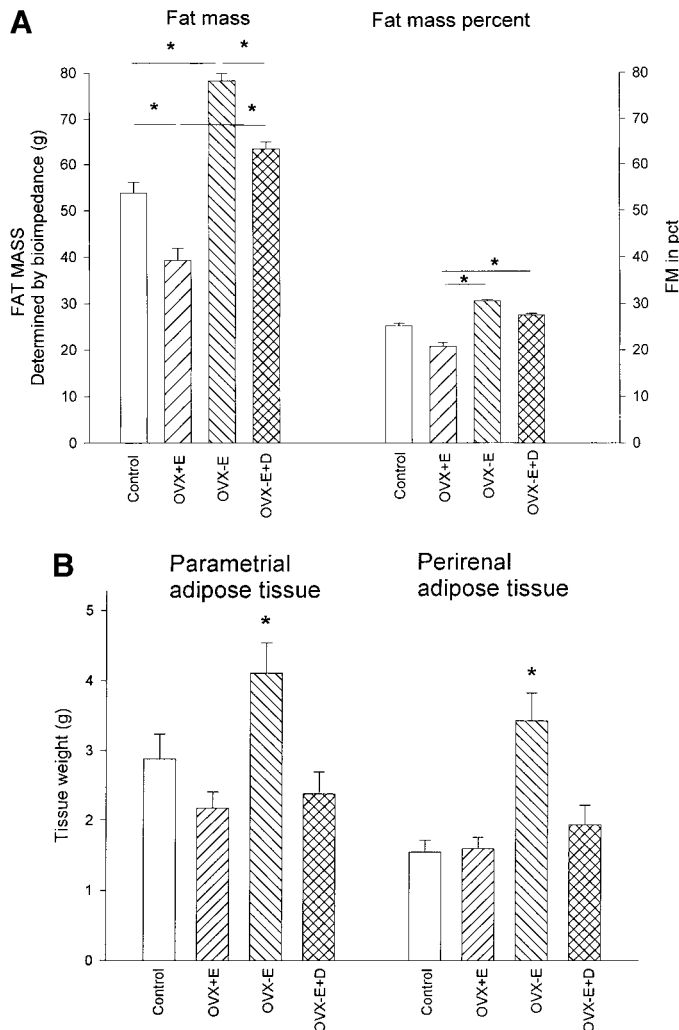 A
Fat mass
Fat mass percent
* *
* *
*
*
FAT MASS
Determined by bioimpedance (g)
80
70
60
50
40
30
20
10
0
80
70
60
50
40
30
20
10
0
FM in pct
Control
OVX+E
OVX-E
OVX-E+D
Control
OVX+E
OVX-E
OVX-E+D
B
Parametrial
adipose tissue
Perirenal
adipose tissue
*
*
Tissue weight (g)
5
4
3
2
1
0
Control
OVX+E
OVX-E
OVX-E+D
Control
OVX+E
OVX-E
OVX-E+D